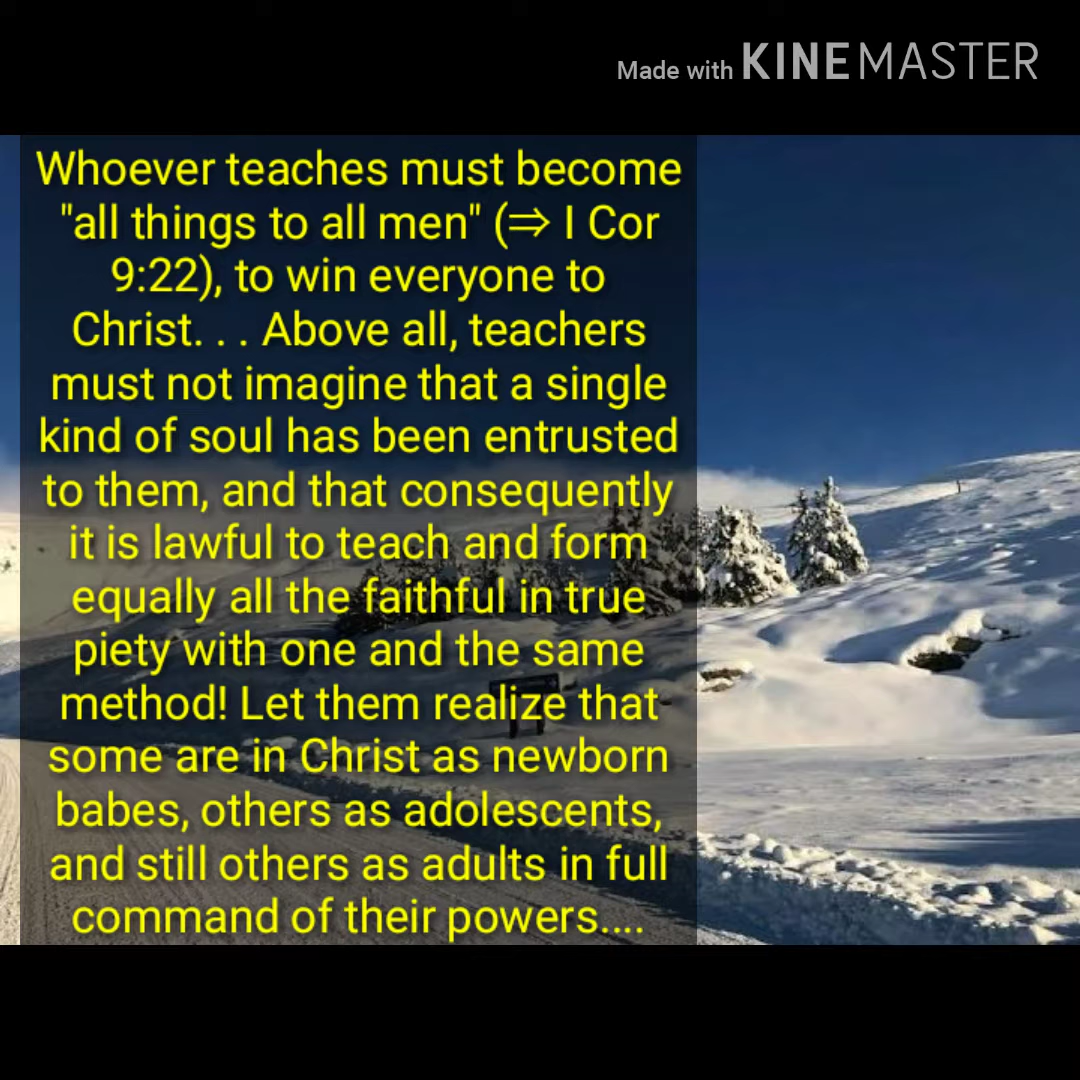 Made with KINEMASTER
Whoever teaches must become
"all things to all men" (⇒ I Cor
9:22), to win everyone to
Christ. . . Above all, teachers
must not imagine that a single
kind of soul has been entrusted
to them, and that consequently
it is lawful to teach and form
equally all the faithful in true
piety with one and the same
method! Let them realize that
some are in Christ as newborn
babes, others as adolescents,
and still others as adults in full
command of their powers....